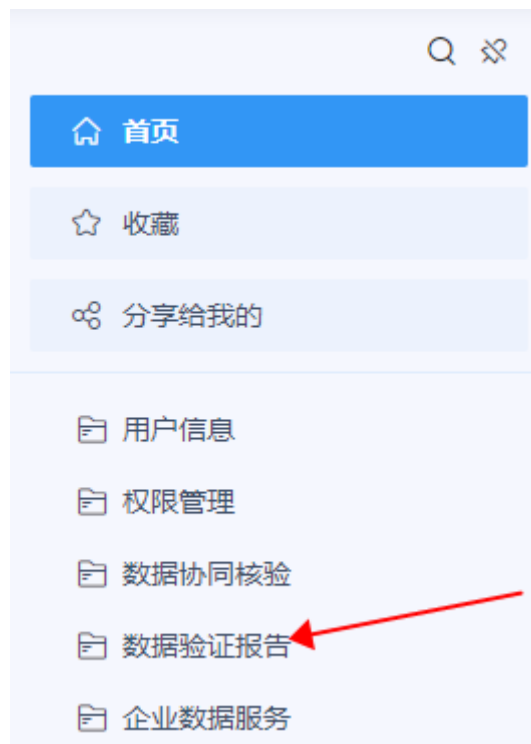 首页
收藏
分享给我的
用户信息
权限管理
数据协同核验
数据验证报告
企业数据服务